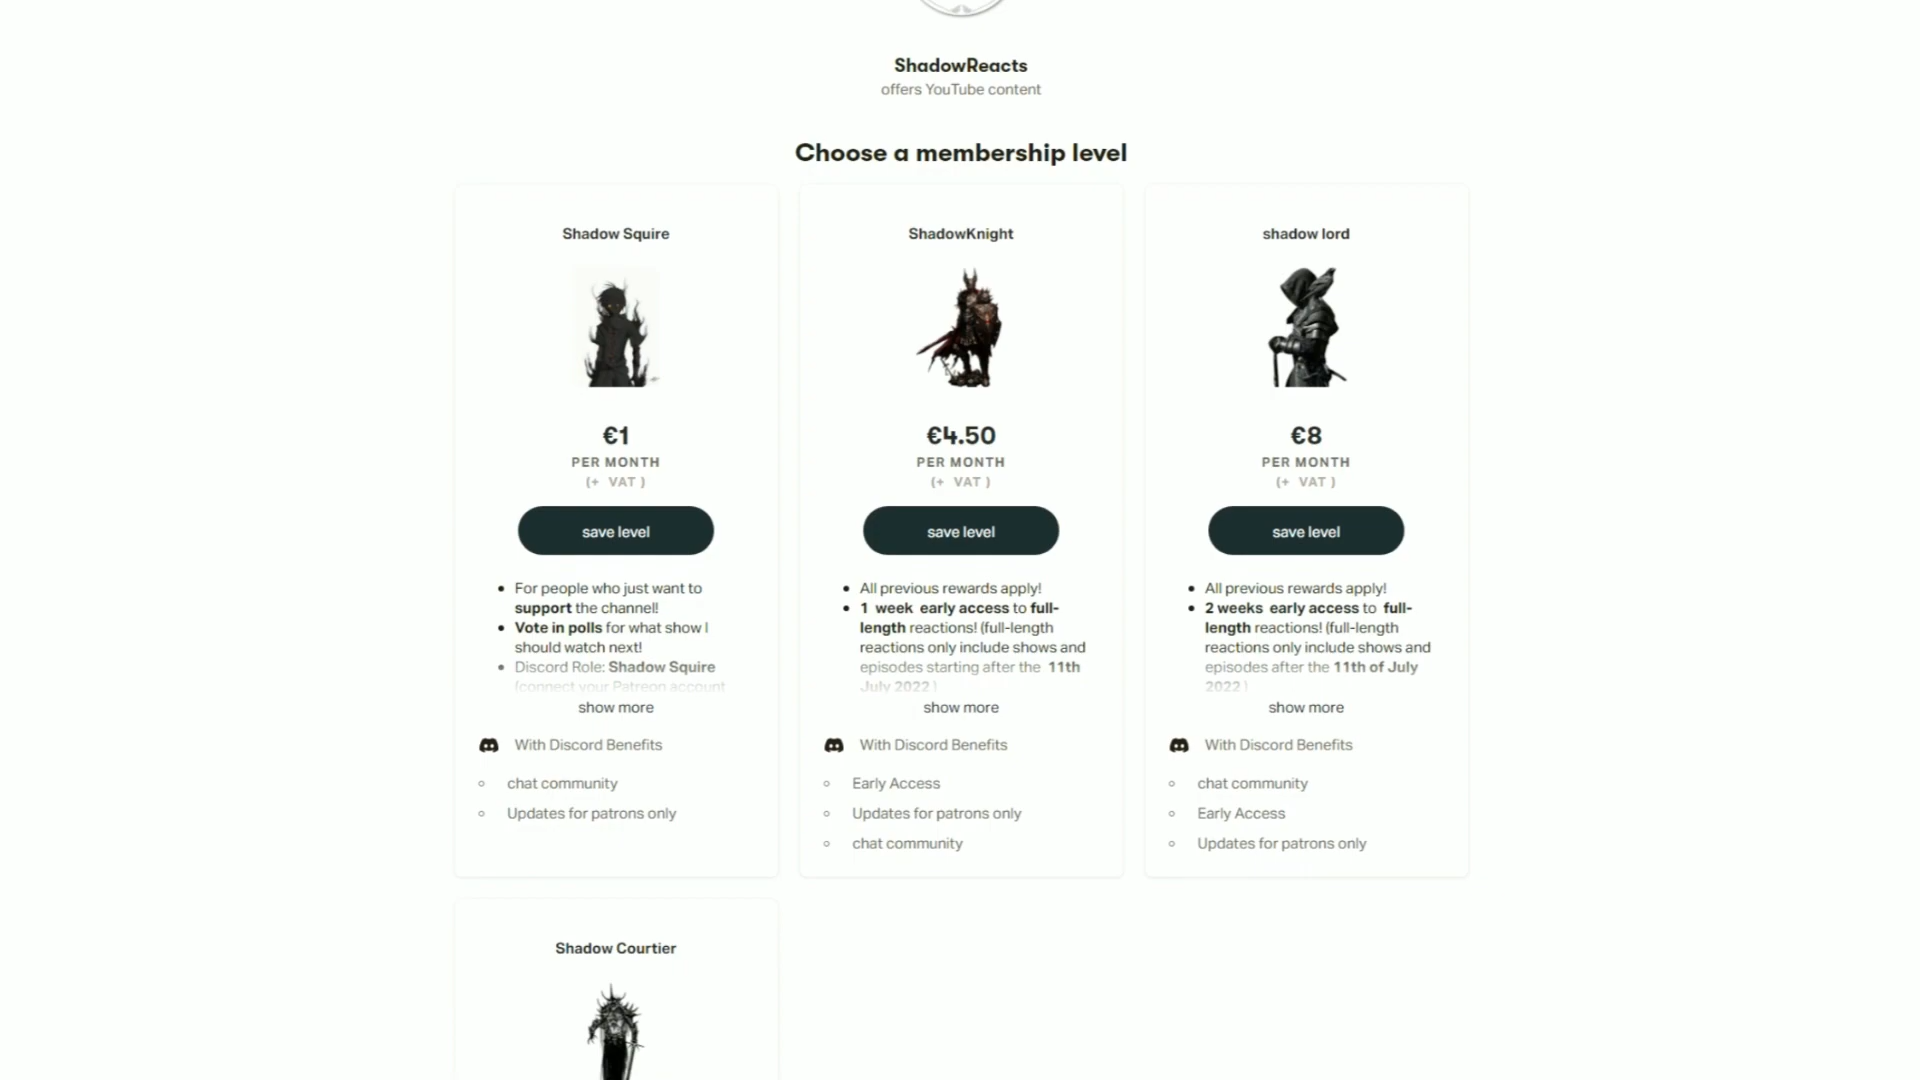 ShadowReacts
offers YouTube content
Choose a membership level
Shadow Squire
€1
PER MONTH
(+ VAT )
save level
For people who just want to
support the channel!
Vote in polls for what show I
should watch next!
Discord Role: Shadow Squire
(connect your Patreon account
show more
With Discord Benefits
chat community
Updates for patrons only
ShadowKnight
€4.50
PER MONTH
(+ VAT )
save level
All previous rewards apply!
1 week early access to full-
length reactions! (full-length
reactions only include shows and
episodes starting after the 11th
July 2022 )
show more
With Discord Benefits
Early Access
Updates for patrons only
chat community
shadow lord
€8
PER MONTH
(+ VAT )
save level
All previous rewards apply!
2 weeks early access to full-
length reactions! (full-length
reactions only include shows and
episodes after the 11th of July
2022 )
show more
With Discord Benefits
chat community
Early Access
Updates for patrons only
Shadow Courtier